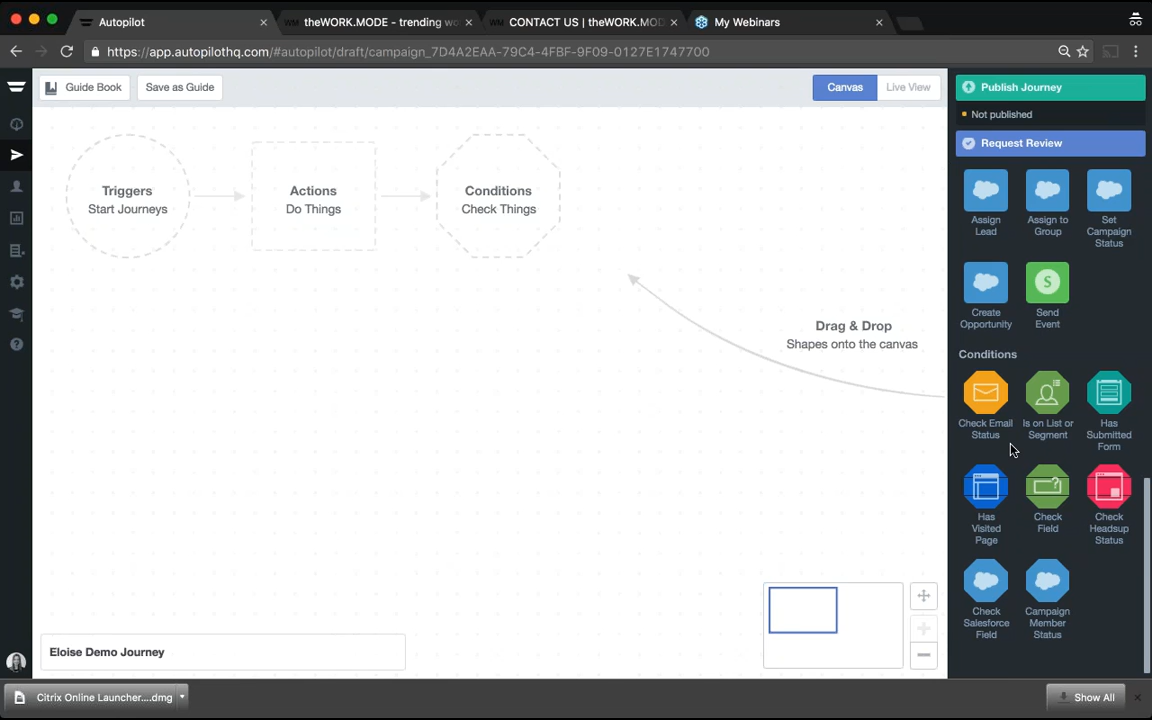 Autopilot
theWORK.MODE - trending wo
CONTACT US | theWORK.MOD
My Webinars
https://app.autopilothq.com/#autopilot/draft/campaign_7D4A2EAA-79C4-4FBF-9F09-0127E1747700
Guide Book
Save as Guide
Canvas
Live View
Publish Journey
Not published
Request Review
Triggers
Start Journeys
Actions
Do Things
Conditions
Check Things
Drag & Drop
Shapes onto the canvas
Assign
Lead
Assign to
Group
Set
Campaign
Status
Create
Opportunity
S
Send
Event
Conditions
Check Email
Status
Is on List or
Segment
Has
Submitted
Form
Has
Visited
Page
Check
Field
Check
Headsup
Status
Check
Salesforce
Field
Campaign
Member
Status
Eloise Demo Journey
Citrix Online Launcher....dmg
Show All